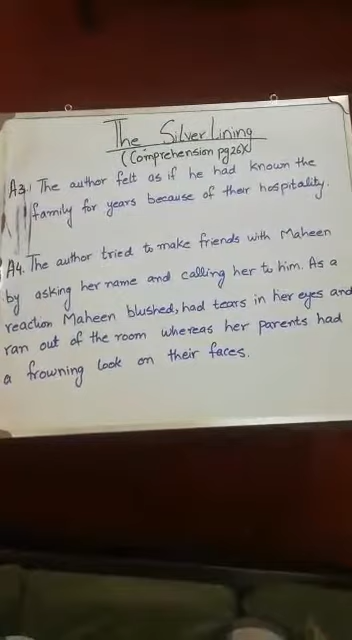 The Silver Lining
(Comprehension pg26)
A3. The author felt as if he had known the
family for years because of their hospitality.
A4. The author tried to make friends with Maheen
by asking her name and calling her to him. As a
reaction Maheen blushed, had tears in her eyes and
ran out of the room whereas her parents had
a frowning look on their faces.